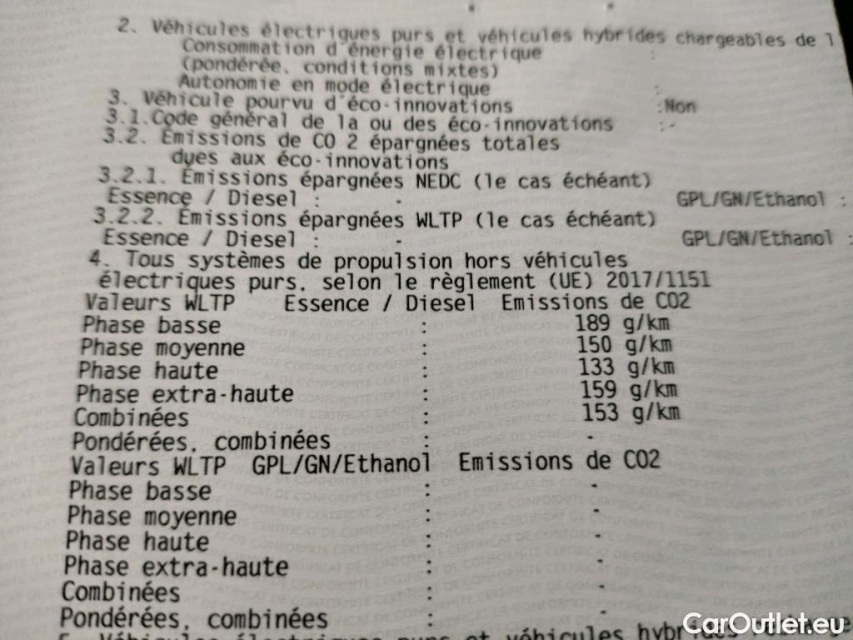 2. Véhicules électriques purs et véhicules hybrides chargeables de l
Consommation d'énergie électrique
(pondérée, conditions mixtes) :
Autonomie en mode électrique :
3. Véhicule pourvu d'éco-innovations :Non
3.1.Code général de la ou des éco-innovations :-
3.2. Emissions de CO 2 épargnées totales
dues aux éco-innovations
3.2.1. Emissions épargnées NEDC (le cas échéant)
Essence / Diesel : - GPL/GN/Ethanol :
3.2.2. Emissions épargnées WLTP (le cas échéant)
Essence / Diesel : - GPL/GN/Ethanol :
4. Tous systèmes de propulsion hors véhicules
électriques purs, selon le règlement (UE) 2017/1151
Valeurs WLTP Essence / Diesel Emissions de CO2
Phase basse : 189 g/km
Phase moyenne : 150 g/km
Phase haute : 133 g/km
Phase extra-haute : 159 g/km
Combinées : 153 g/km
Pondérées, combinées : -
Valeurs WLTP GPL/GN/Ethanol Emissions de CO2
Phase basse : -
Phase moyenne : -
Phase haute : -
Phase extra-haute : -
Combinées : -
Pondérées, combinées : -
5. Véhicules électriques purs et véhicules hybrides
CarOutlet.eu